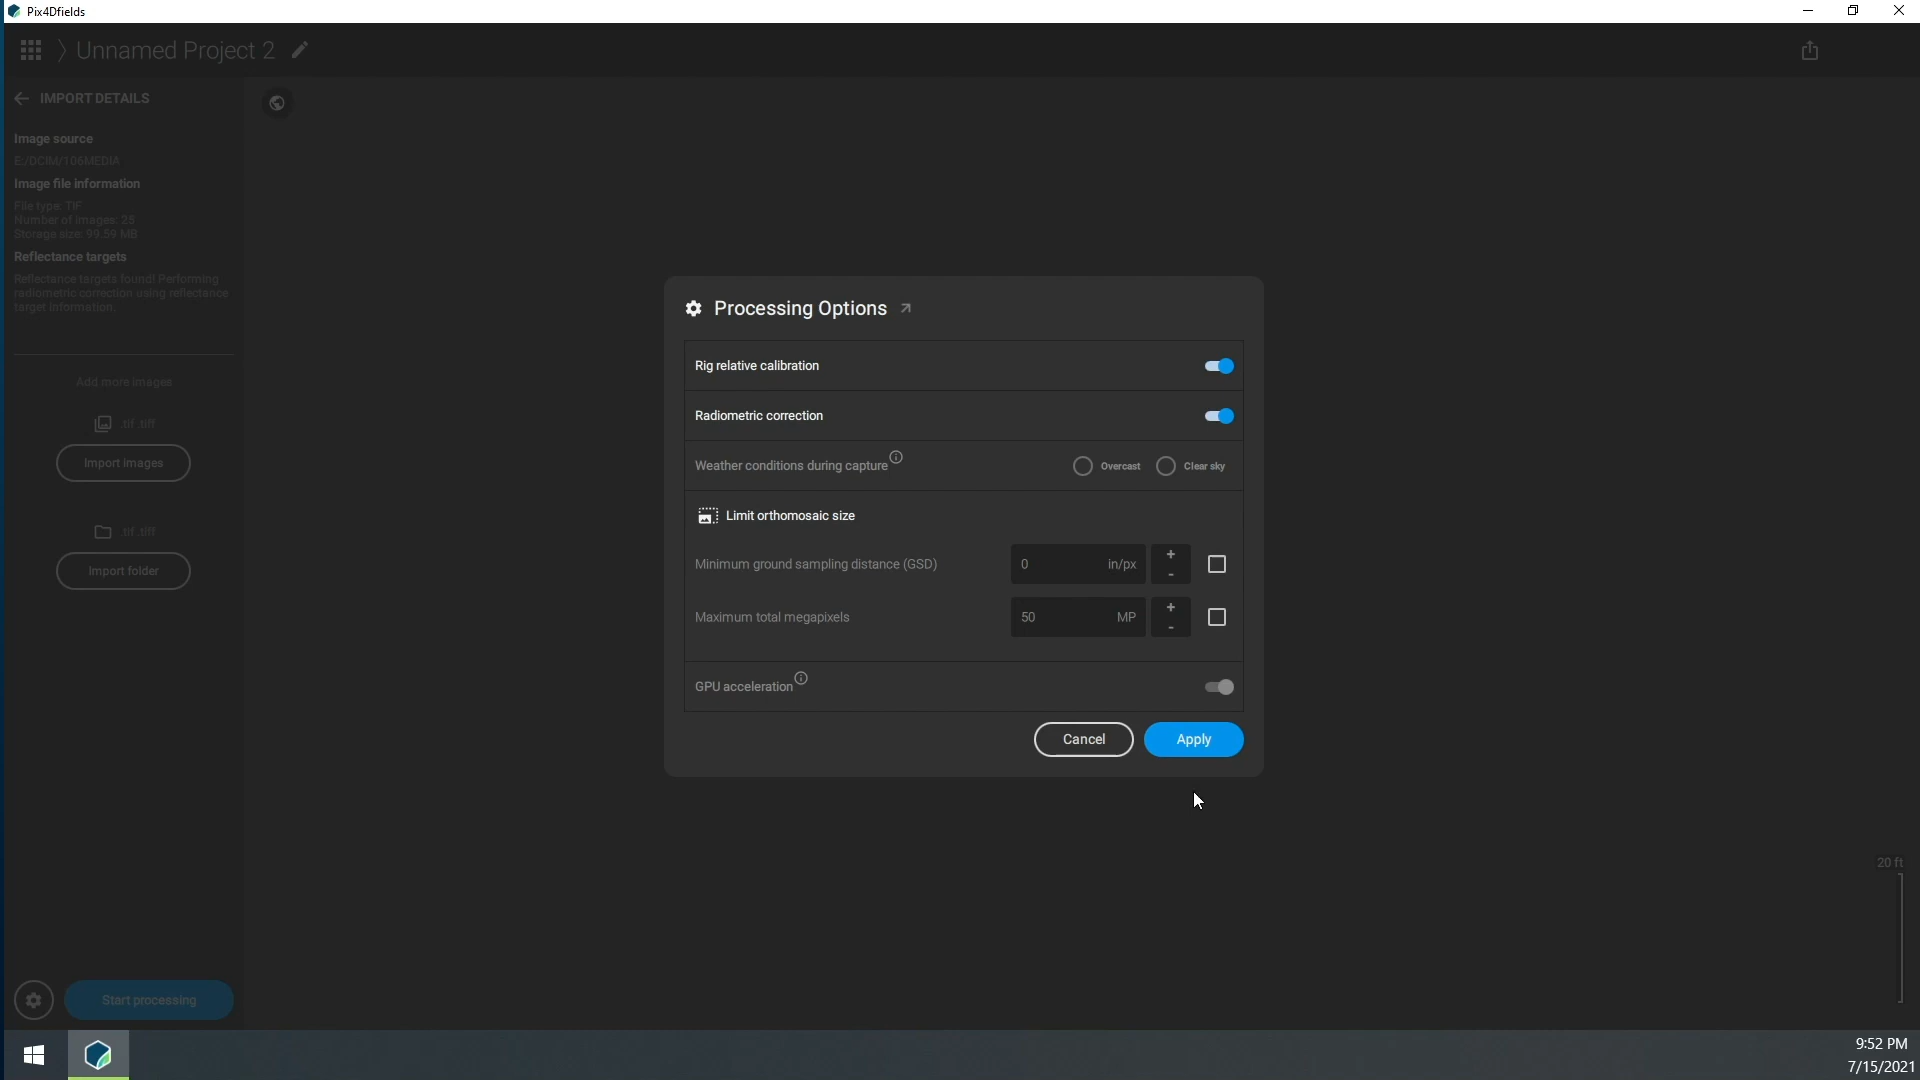 Pix4Dfields
Unnamed Project 2
IMPORT DETAILS
Image source
E:/DCIM/106MEDIA
Image file information
File type: TIF
Number of images: 25
Storage size: 99.59 MB
Reflectance targets
Reflectance targets found! Performing
radiometric correction using reflectance
target information.
Add more images
.tif .tiff
Import images
.tif .tiff
Import folder
Start processing
Processing Options
Rig relative calibration
Radiometric correction
Weather conditions during capture
Overcast
Clear sky
Limit orthomosaic size
Minimum ground sampling distance (GSD)
0 in/px
+
-
Maximum total megapixels
50 MP
+
-
GPU acceleration
Cancel
Apply
20 ft
9:52 PM
7/15/2021